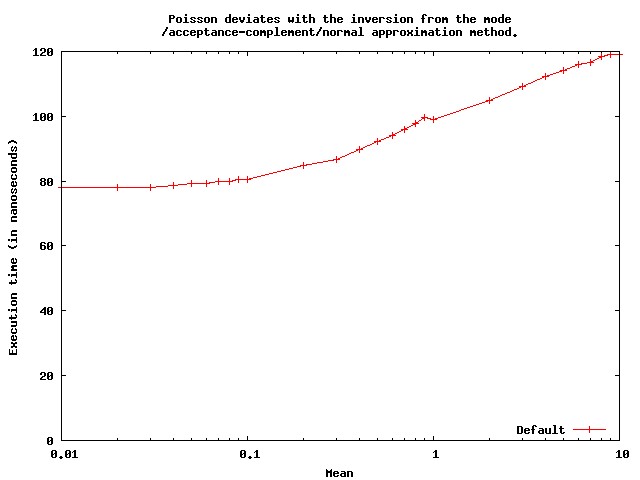 Poisson deviates with the inversion from the mode
/acceptance-complement/normal approximation method.
120
100
80
60
40
20
0
Execution time (in nanoseconds)
Default
0.01 0.1 1 10
Mean